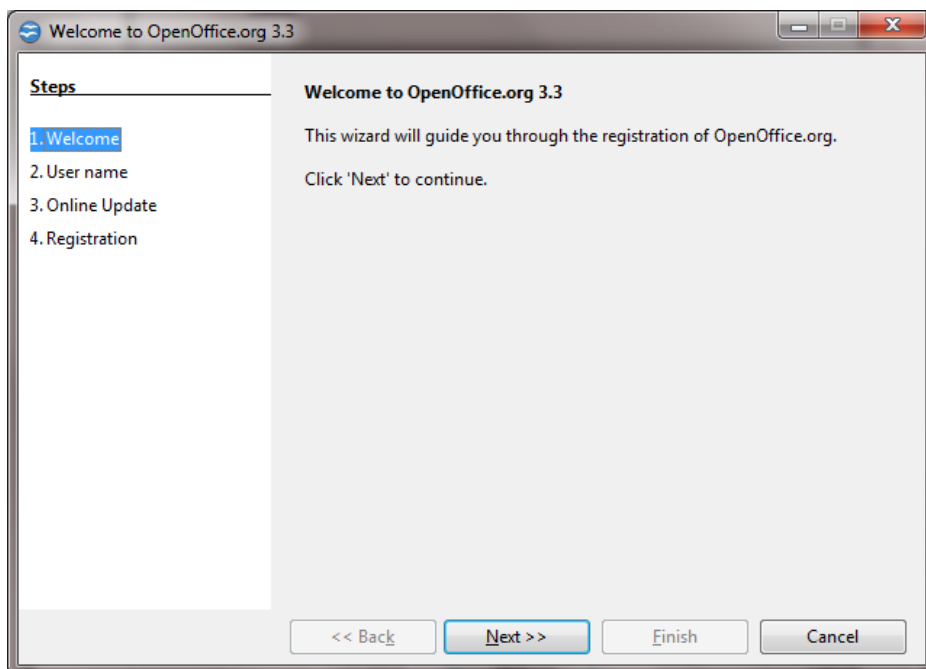 Welcome to OpenOffice.org 3.3
Steps
1. Welcome
2. User name
3. Online Update
4. Registration
Welcome to OpenOffice.org 3.3
This wizard will guide you through the registration of OpenOffice.org.
Click 'Next' to continue.
<< Back
Next >>
Finish
Cancel